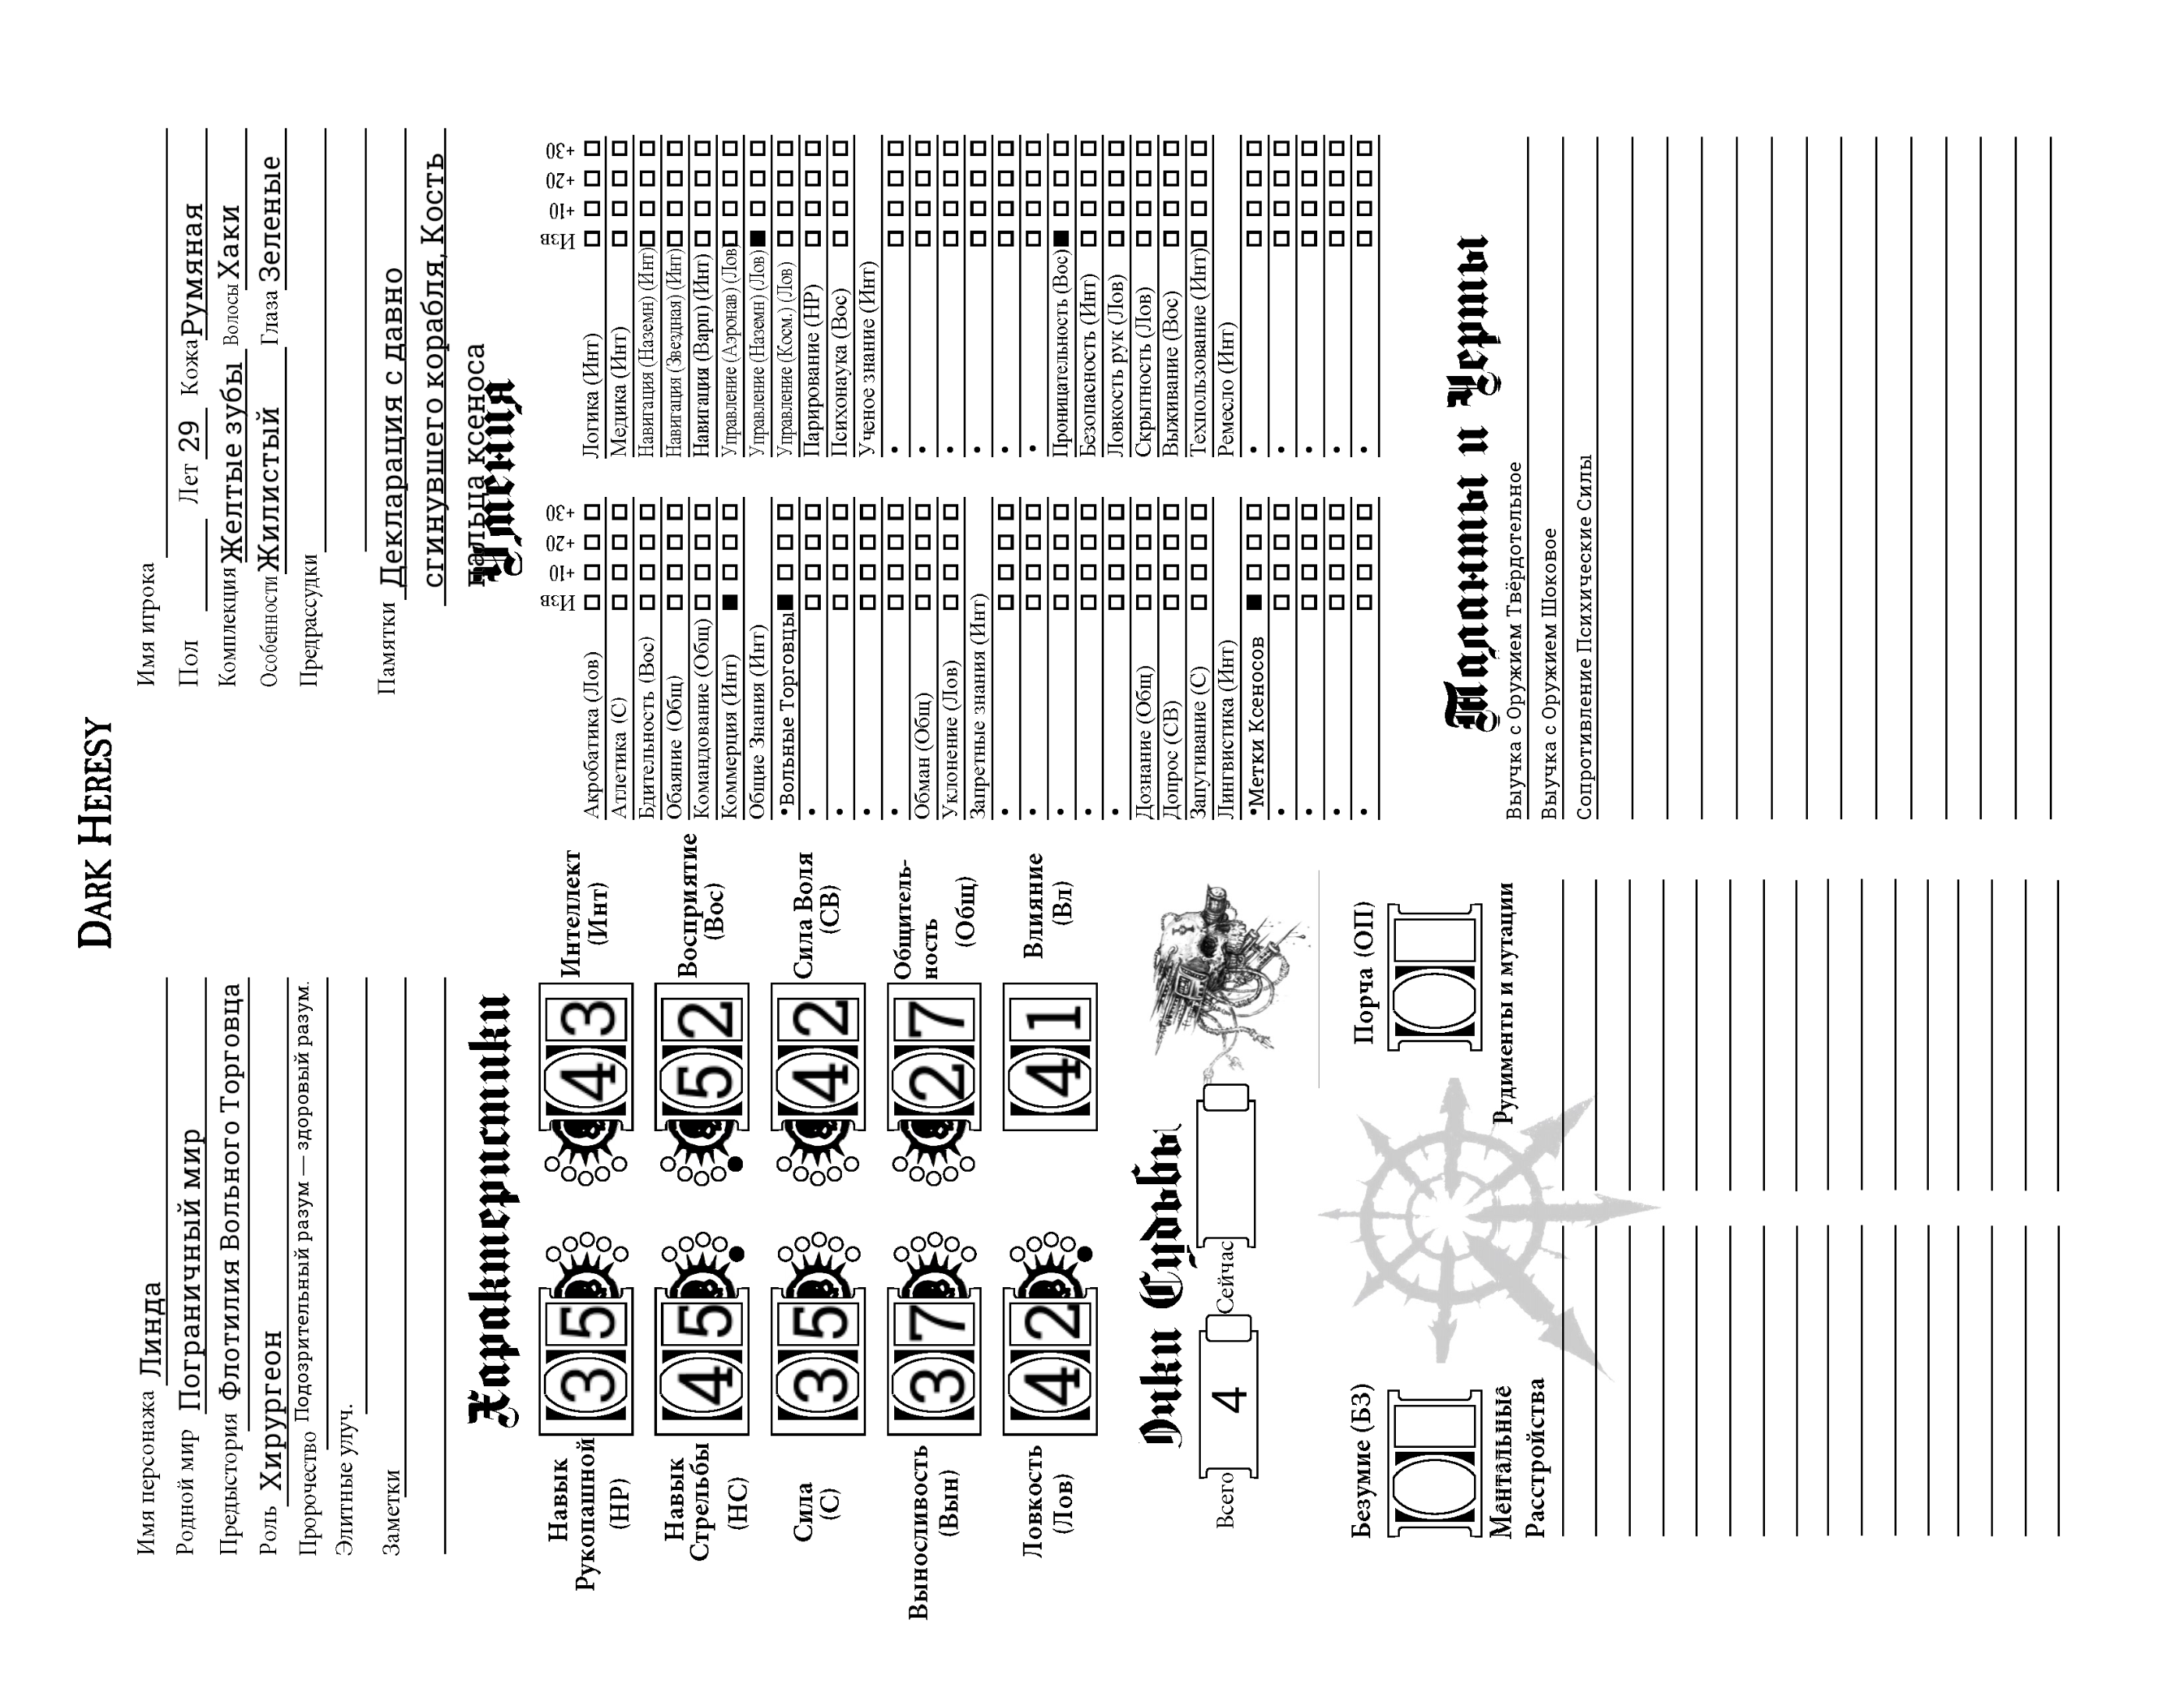 DARK HERESY
Имя персонажа Линда
Родной мир Пограничный мир
Предыстория Флотилия Вольного Торговца
Роль Хирургеон
Пророчество Подозрительный разум — здоровый разум.
Элитные улуч.
Заметки
Имя игрока
Пол Лет 29 Кожа Румяная
Комплекция Желтые зубы Волосы Хаки
Особенности Жилистый Глаза Зеленые
Предрассудки
Памятки Декларация с давно
сгинувшего корабля, Кость
пальца ксеноса
Характеристики
Навык
Рукопашной
(НР)
35
Интеллект
(Инт)
43
Навык
Стрельбы
(НС)
45
Восприятие
(Вос)
52
Сила
(С)
35
Сила Воля
(СВ)
42
Выносливость
(Вын)
37
Общитель-
ность
(Общ)
27
Ловкость
(Лов)
42
Влияние
(Вл)
41
Умения
Изв +10 +20 +30
Акробатика (Лов)
Атлетика (С)
Бдительность (Вос)
Обаяние (Общ)
Командование (Общ)
Коммерция (Инт)
Общие Знания (Инт)
•Вольные Торговцы
•
•
•
•
Обман (Общ)
Уклонение (Лов)
Запретные знания (Инт)
•
•
•
•
•
Дознание (Общ)
Допрос (СВ)
Запугивание (С)
Лингвистика (Инт)
•Метки Ксеносов
•
•
•
•
Изв +10 +20 +30
Логика (Инт)
Медика (Инт)
Навигация (Наземн) (Инт)
Навигация (Звездная) (Инт)
Навигация (Варп) (Инт)
Управление (Аэронав) (Лов)
Управление (Наземн) (Лов)
Управление (Косм.) (Лов)
Парирование (НР)
Психонаука (Вос)
Ученое знание (Инт)
•
•
•
•
•
•
Проницательность (Вос)
Безопасность (Инт)
Ловкость рук (Лов)
Скрытность (Лов)
Выживание (Вос)
Техпользование (Инт)
Ремесло (Инт)
•
•
•
•
•
Очки Судьбы
Всего 4 Сейчас
Безумие (БЗ)
Ментальные
Расстройства
Порча (ОП)
Рудименты и мутации
Таланты и Черты
Выучка с Оружием Твёрдотельное
Выучка с Оружием Шоковое
Сопротивление Психические Силы